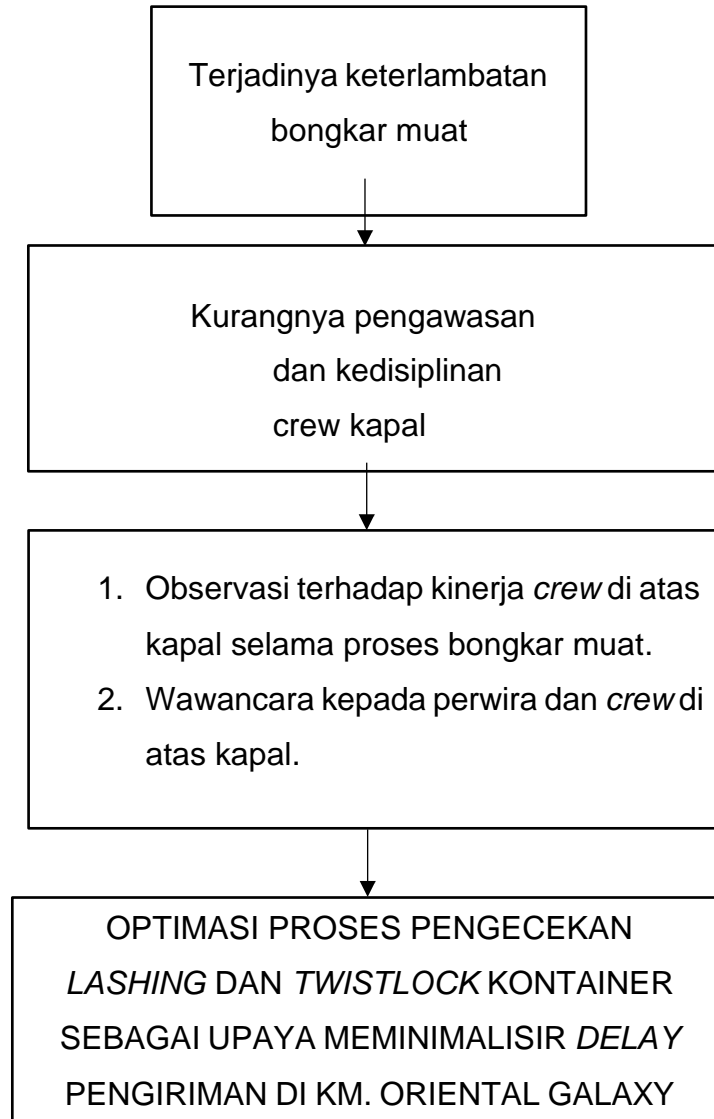 Terjadinya keterlambatan
bongkar muat
Kurangnya pengawasan
dan kedisiplinan
crew kapal
1. Observasi terhadap kinerja crew di atas
kapal selama proses bongkar muat.
2. Wawancara kepada perwira dan crew di
atas kapal.
OPTIMASI PROSES PENGECEKAN
LASHING DAN TWISTLOCK KONTAINER
SEBAGAI UPAYA MEMINIMALISIR DELAY
PENGIRIMAN DI KM. ORIENTAL GALAXY